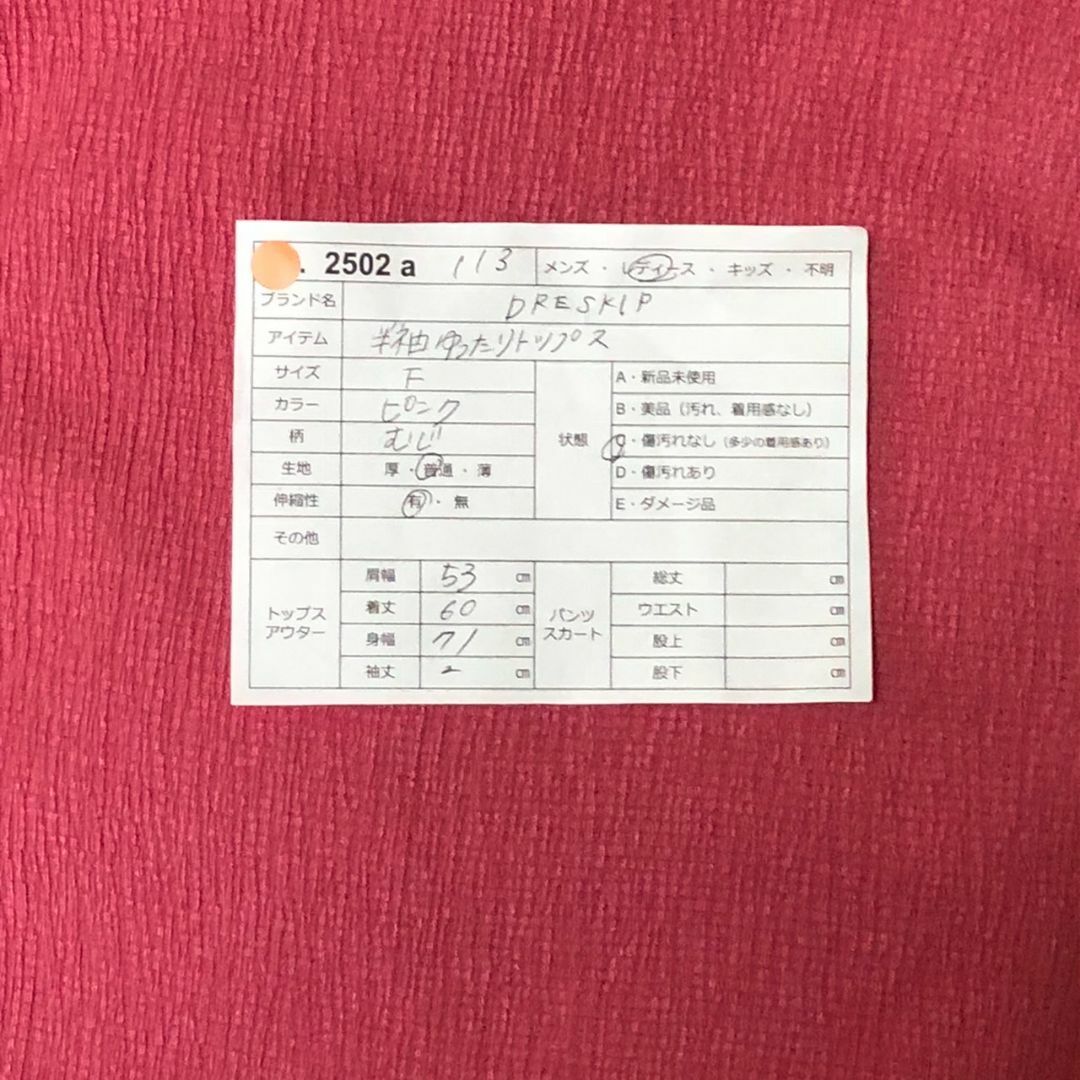 . 2502 a 113 メンズ ・ レディース ・ キッズ ・ 不明
ブランド名 DRESKIP
アイテム 半袖ゆったりトップス
サイズ F
カラー ピンク
柄 むじ
生地 厚・普通・薄
伸縮性 有・無
状態
A・新品未使用
B・美品（汚れ、着用感なし）
C・傷汚れなし（多少の着用感あり）
D・傷汚れあり
E・ダメージ品
その他
トップス
アウター
肩幅 53 cm
着丈 60 cm
身幅 71 cm
袖丈 - cm
パンツ
スカート
総丈 cm
ウエスト cm
股上 cm
股下 cm